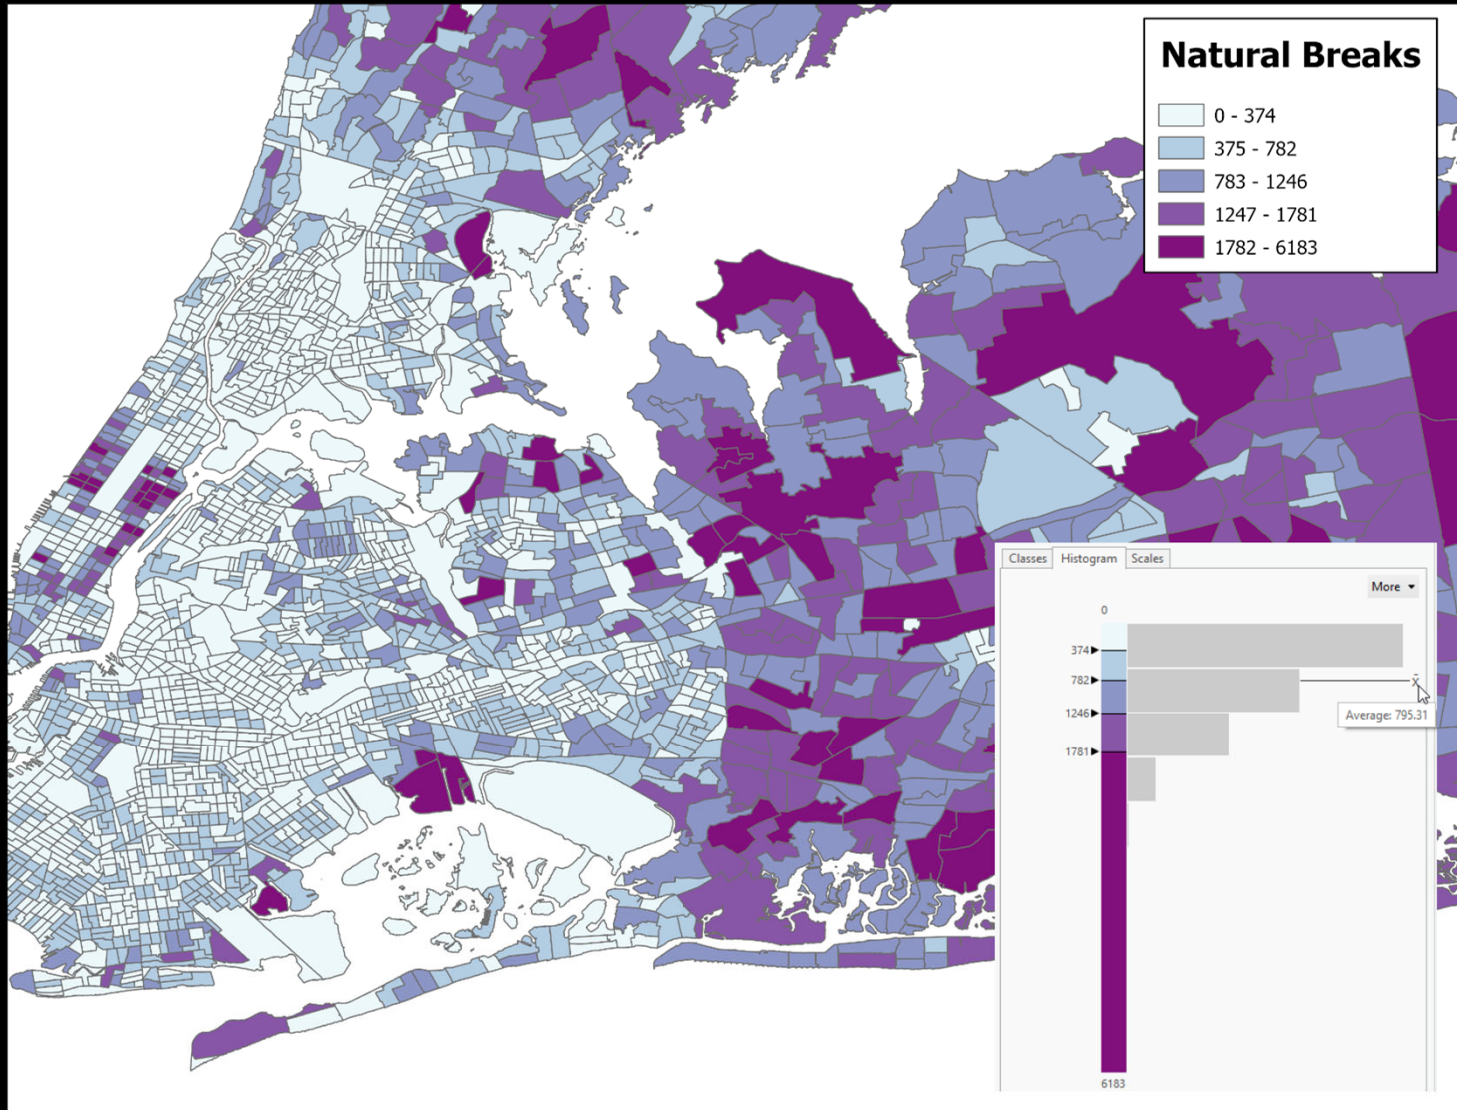 Natural Breaks
0 - 374
375 - 782
783 - 1246
1247 - 1781
1782 - 6183
Classes Histogram Scales
More
0
374
782
x̄
Average: 795.31
1246
1781
6183